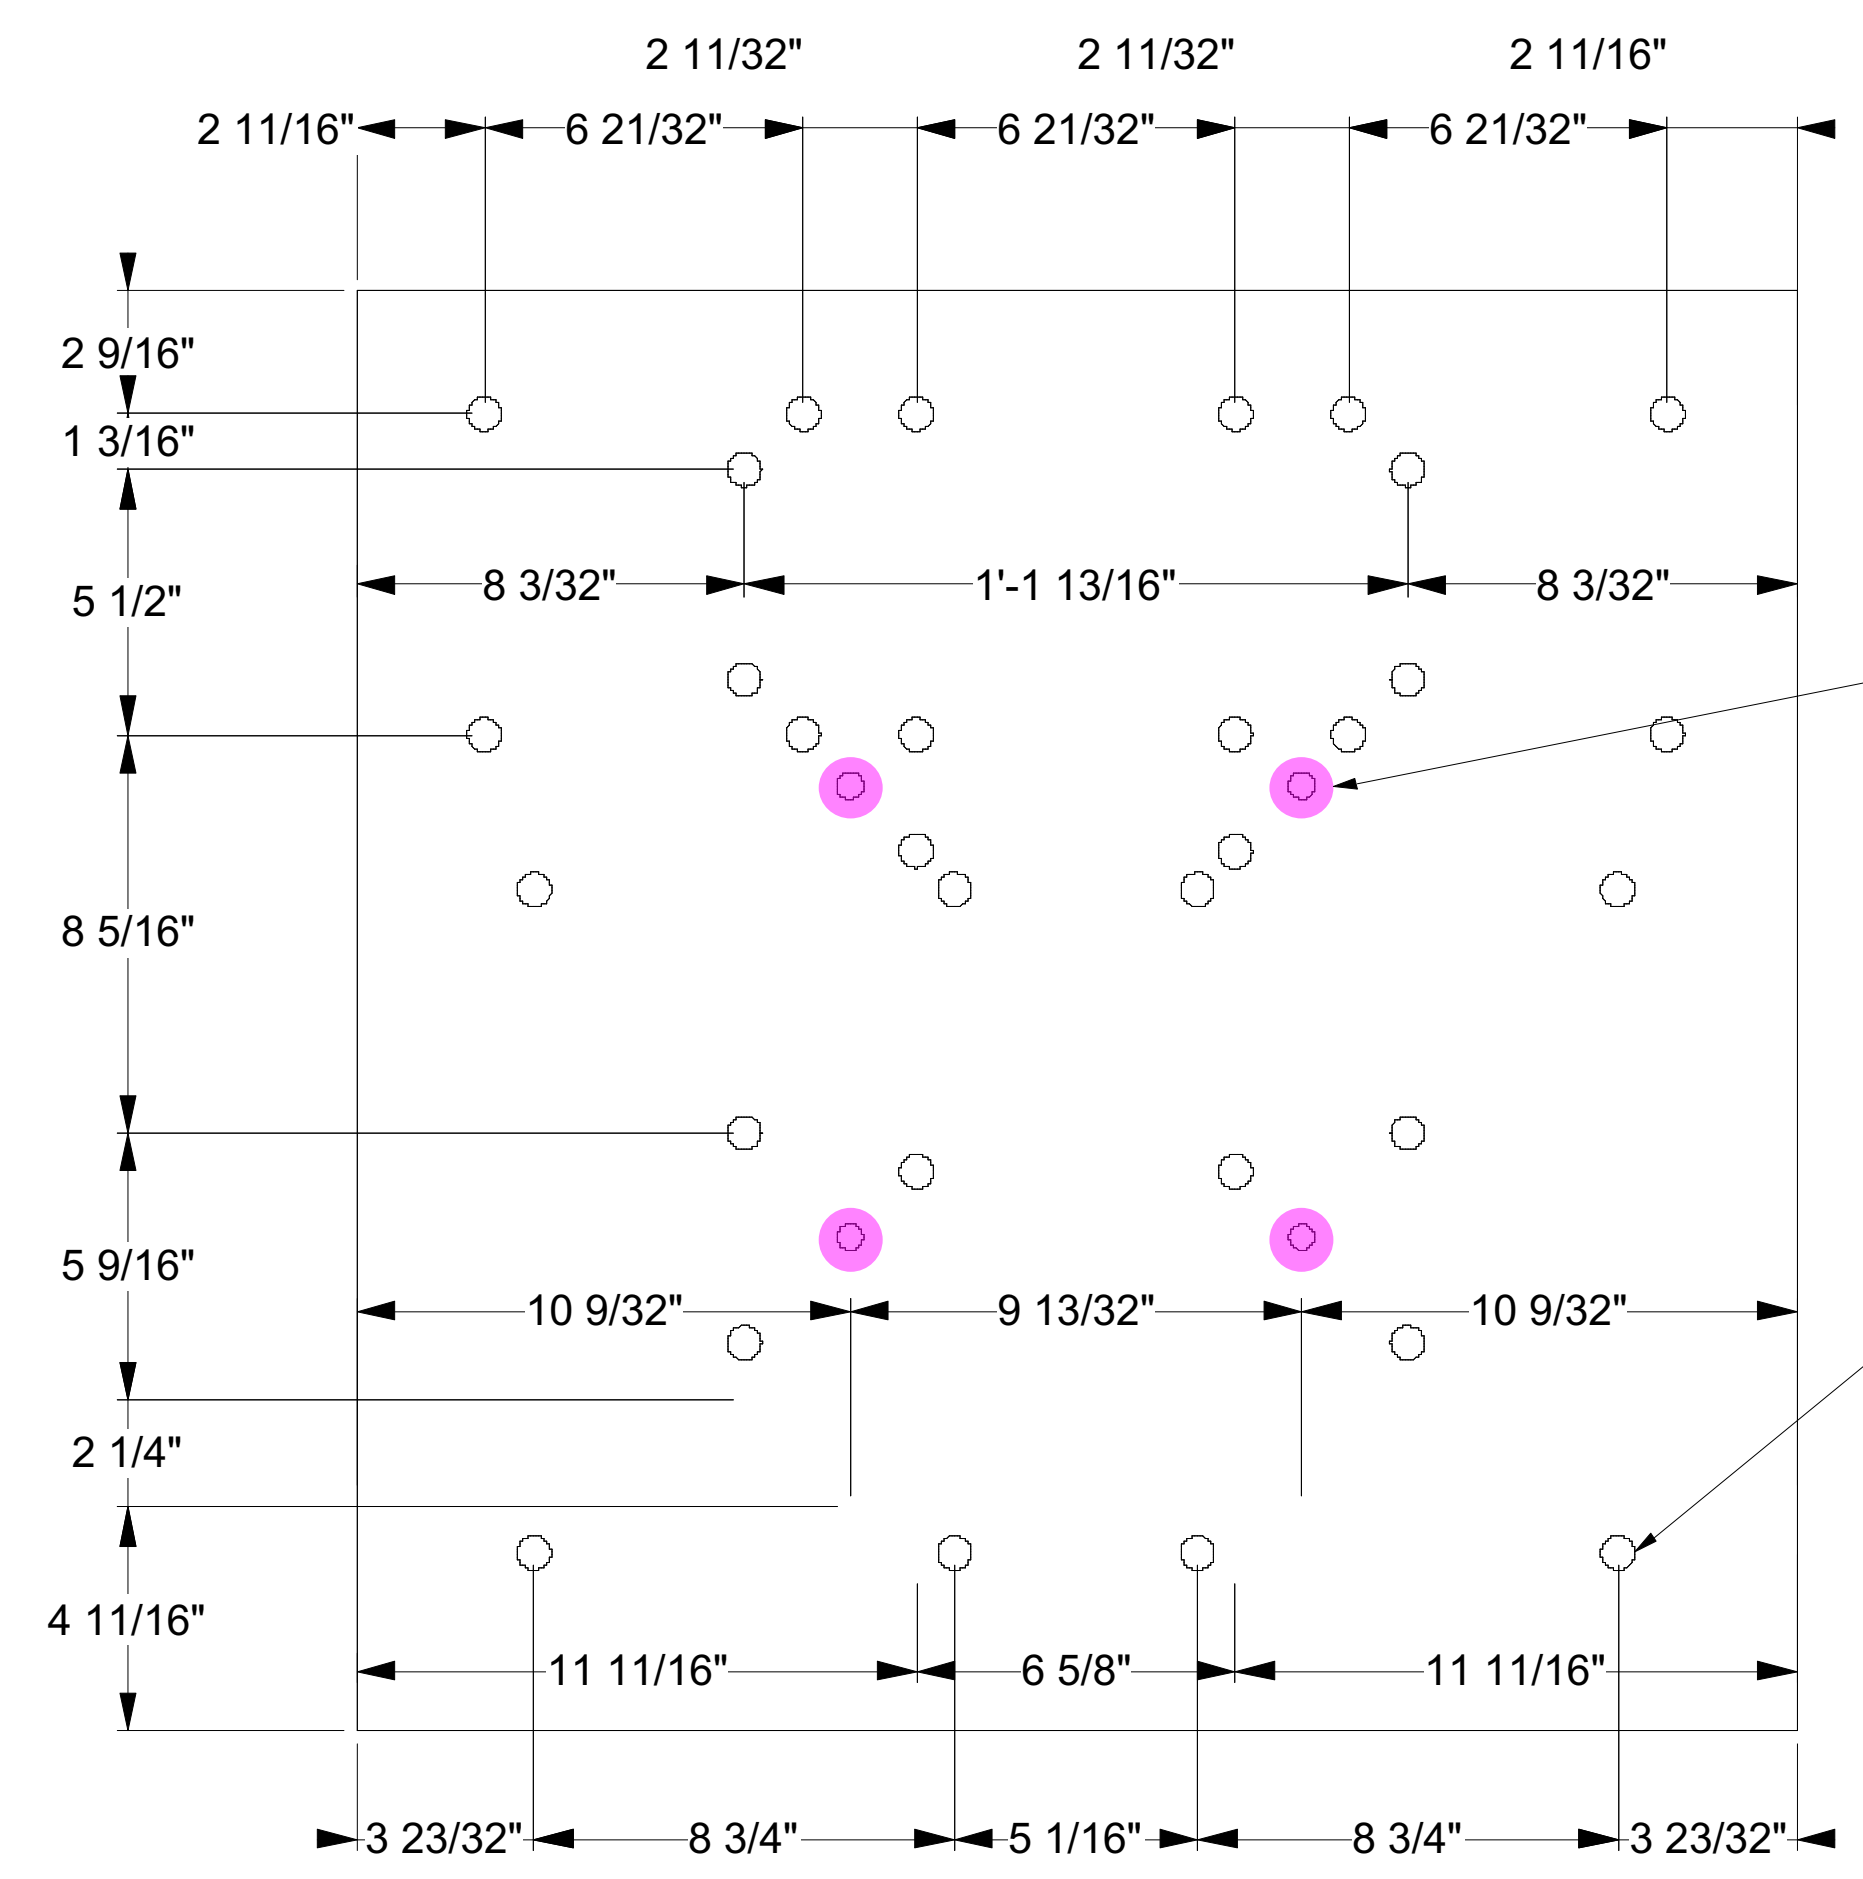 2 11/32" 2 11/32" 2 11/16"
2 11/16" 6 21/32" 6 21/32" 6 21/32"
2 9/16"
1 3/16"
8 3/32" 1'-1 13/16" 8 3/32"
5 1/2"
8 5/16"
5 9/16"
10 9/32" 9 13/32" 10 9/32"
2 1/4"
4 11/16"
11 11/16" 6 5/8" 11 11/16"
3 23/32" 8 3/4" 5 1/16" 8 3/4" 3 23/32"